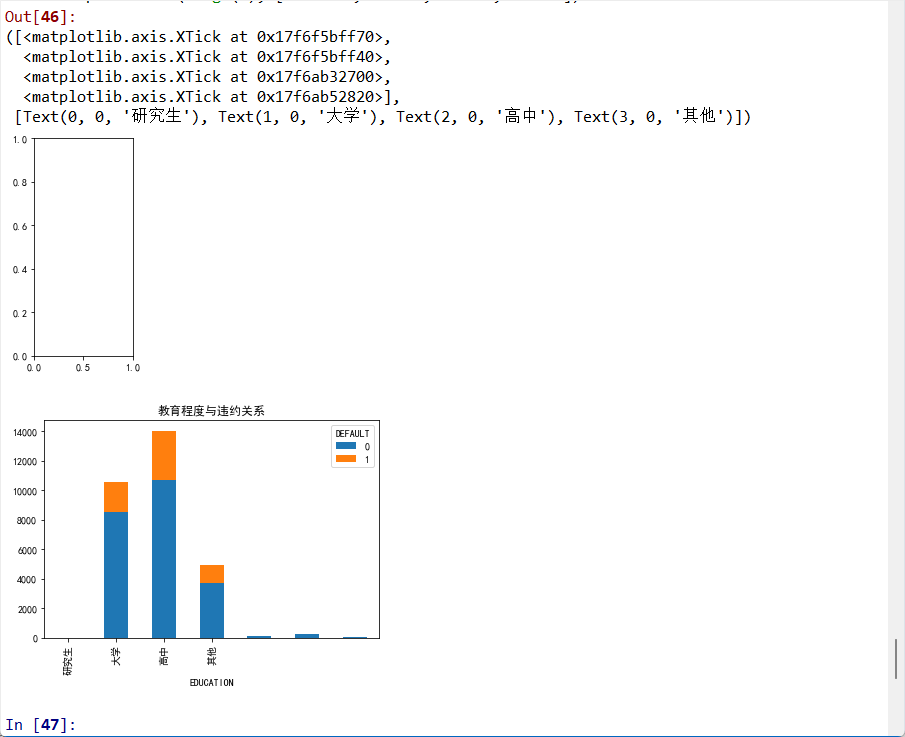 Out[46]:
([<matplotlib.axis.XTick at 0x17f6f5bff70>,
<matplotlib.axis.XTick at 0x17f6f5bff40>,
<matplotlib.axis.XTick at 0x17f6ab32700>,
<matplotlib.axis.XTick at 0x17f6ab52820>],
[Text(0, 0, '研究生'), Text(1, 0, '大学'), Text(2, 0, '高中'), Text(3, 0, '其他')])
1.0
0.8
0.6
0.4
0.2
0.0
0.0 0.5 1.0
教育程度与违约关系
DEFAULT
0
1
14000
12000
10000
8000
6000
4000
2000
0
研究生 大学 高中 其他
EDUCATION
In [47]: